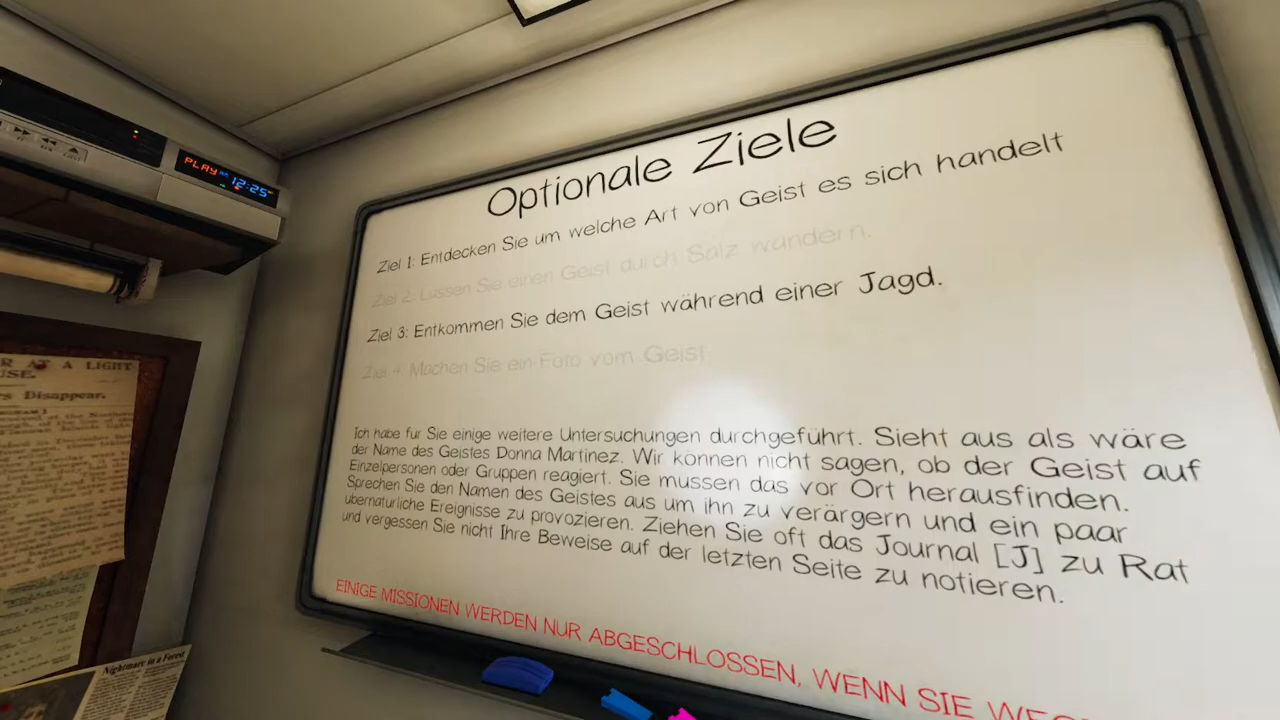 PLAY 12:25
Optionale Ziele
Ziel 1: Entdecken Sie um welche Art von Geist es sich handelt
Ziel 2: Lassen Sie einen Geist durch Salz wandern.
Ziel 3: Entkommen Sie dem Geist während einer Jagd.
Ziel 4: Machen Sie ein Foto vom Geist
Ich habe für Sie einige weitere Untersuchungen durchgeführt. Sieht aus als wäre
der Name des Geistes Donna Martinez. Wir können nicht sagen, ob der Geist auf
Einzelpersonen oder Gruppen reagiert. Sie müssen das vor Ort herausfinden.
Sprechen Sie den Namen des Geistes aus um ihn zu verärgern und ein paar
übernatürliche Ereignisse zu provozieren. Ziehen Sie oft das Journal [J] zu Rat
und vergessen Sie nicht Ihre Beweise auf der letzten Seite zu notieren.
EINIGE MISSIONEN WERDEN NUR ABGESCHLOSSEN, WENN SIE
AT A LIGHT
Disappear.
Nightmare in a Forest